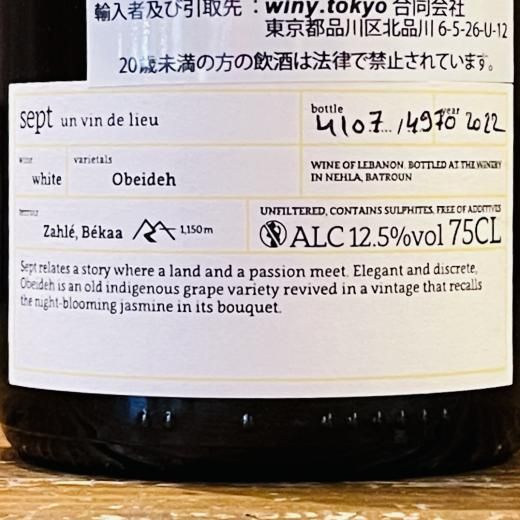 輸入者及び引取先 : winy.tokyo 合同会社
東京都品川区北品川 6-5-26-U-12
20歳未満の方の飲酒は法律で禁止されています。
sept un vin de lieu
bottle 4107 /4970 year 2022
wine white varietals Obeideh
WINE OF LEBANON. BOTTLED AT THE WINERY
IN NEHLA, BATROUN
terroir Zahlé, Békaa 1,150 m
UNFILTERED, CONTAINS SULPHITES, FREE OF ADDITIVES
ALC 12.5%vol 75CL
Sept relates a story where a land and a passion meet. Elegant and discrete,
Obeideh is an old indigenous grape variety revived in a vintage that recalls
the night-blooming jasmine in its bouquet.